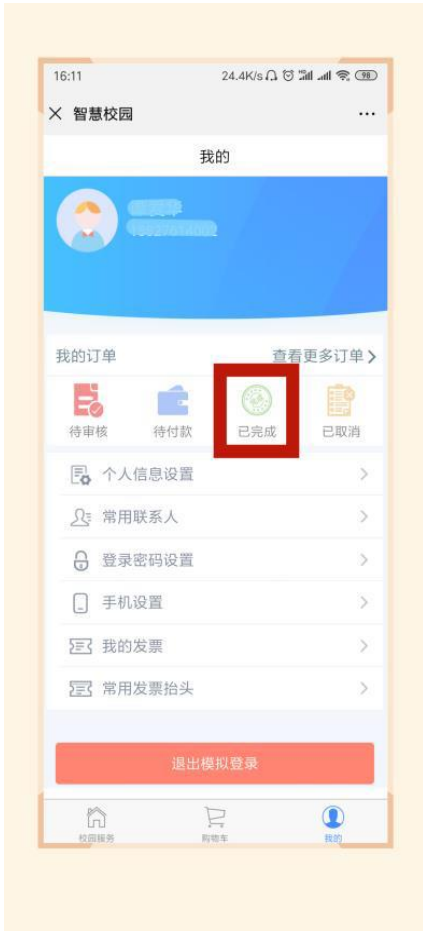 16:11 24.4K/s 98
智慧校园
我的
我的订单 查看更多订单
待审核 待付款 已完成 已取消
个人信息设置
常用联系人
登录密码设置
手机设置
我的发票
常用发票抬头
退出模拟登录
校园服务 购物车 我的